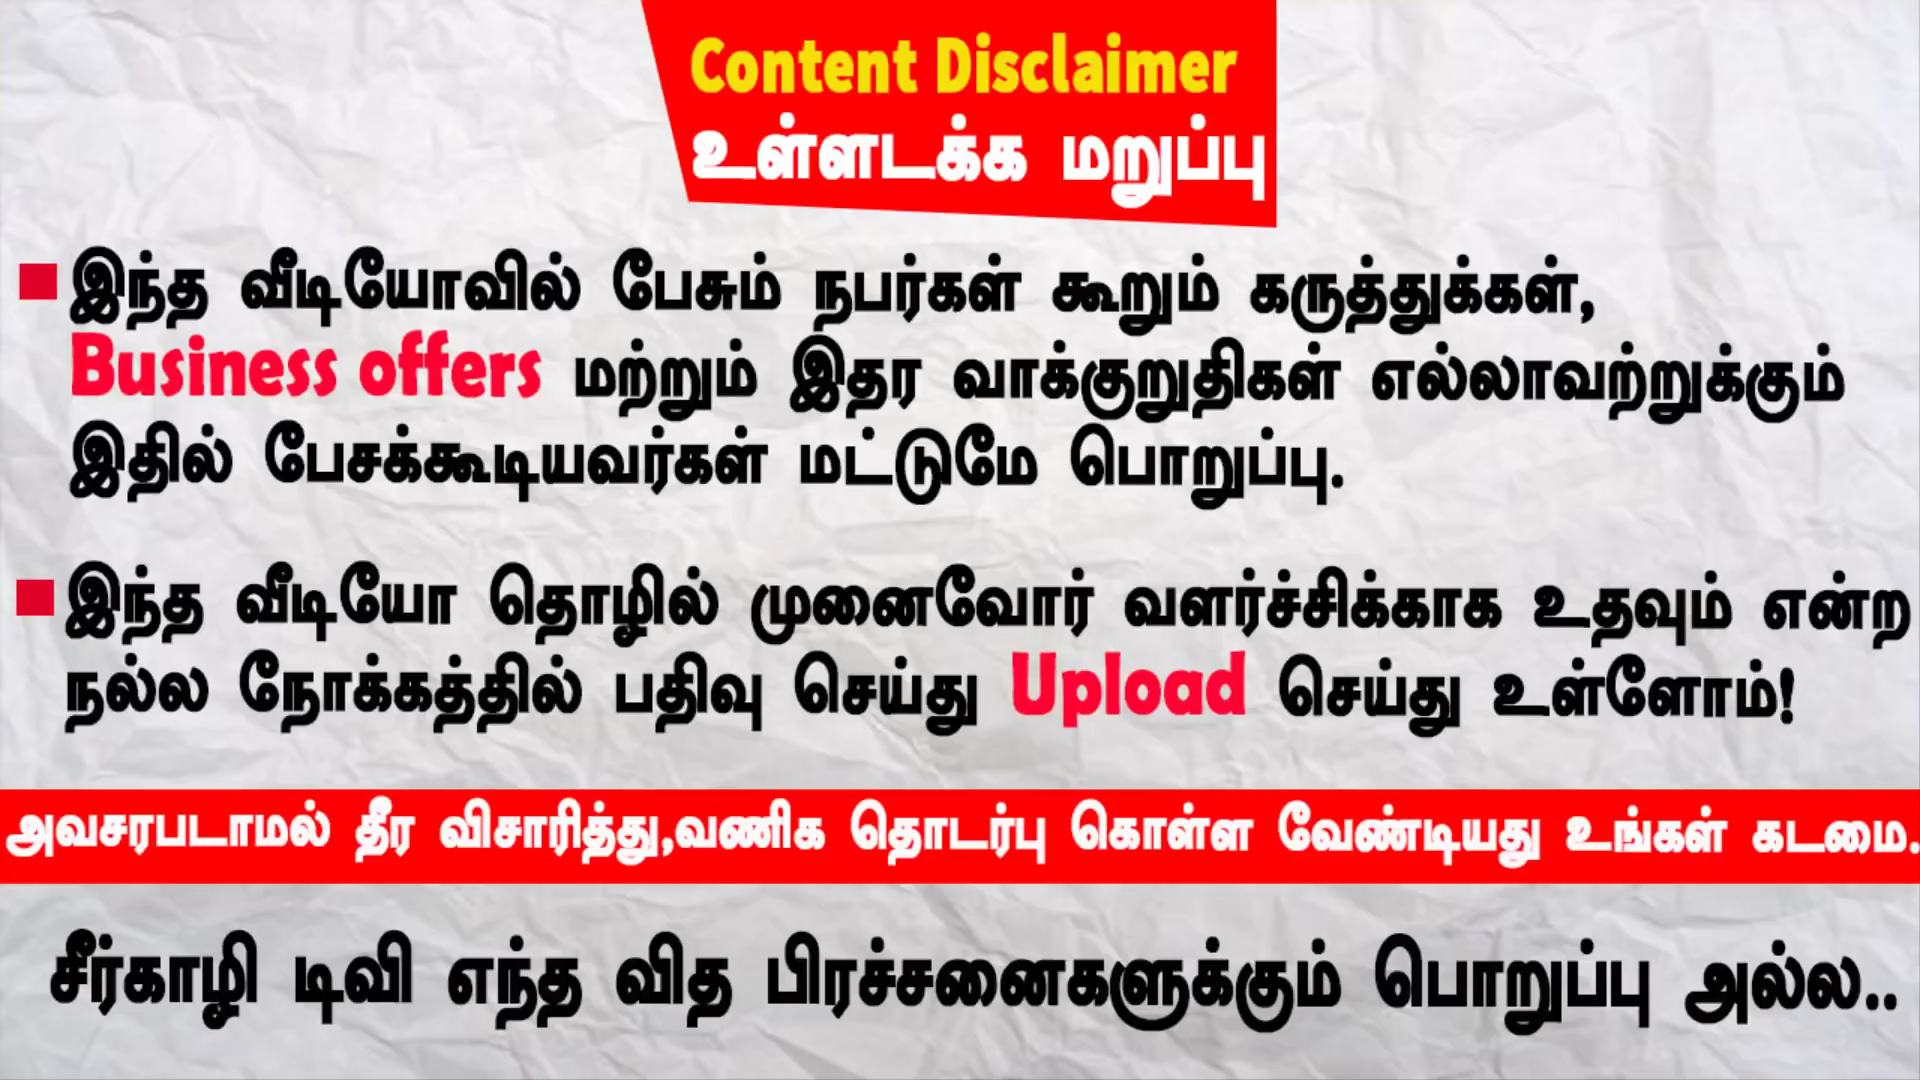 Content Disclaimer
உள்ளடக்க மறுப்பு
இந்த வீடியோவில் பேசும் நபர்கள் கூறும் கருத்துக்கள்,
Business offers மற்றும் இதர வாக்குறுதிகள் எல்லாவற்றுக்கும்
இதில் பேசக்கூடியவர்கள் மட்டுமே பொறுப்பு.
இந்த வீடியோ தொழில் முனைவோர் வளர்ச்சிக்காக உதவும் என்ற
நல்ல நோக்கத்தில் பதிவு செய்து Upload செய்து உள்ளோம்!
அவசரபடாமல் தீர விசாரித்து,வணிக தொடர்பு கொள்ள வேண்டியது உங்கள் கடமை.
சீர்காழி டிவி எந்த வித பிரச்சனைகளுக்கும் பொறுப்பு அல்ல..